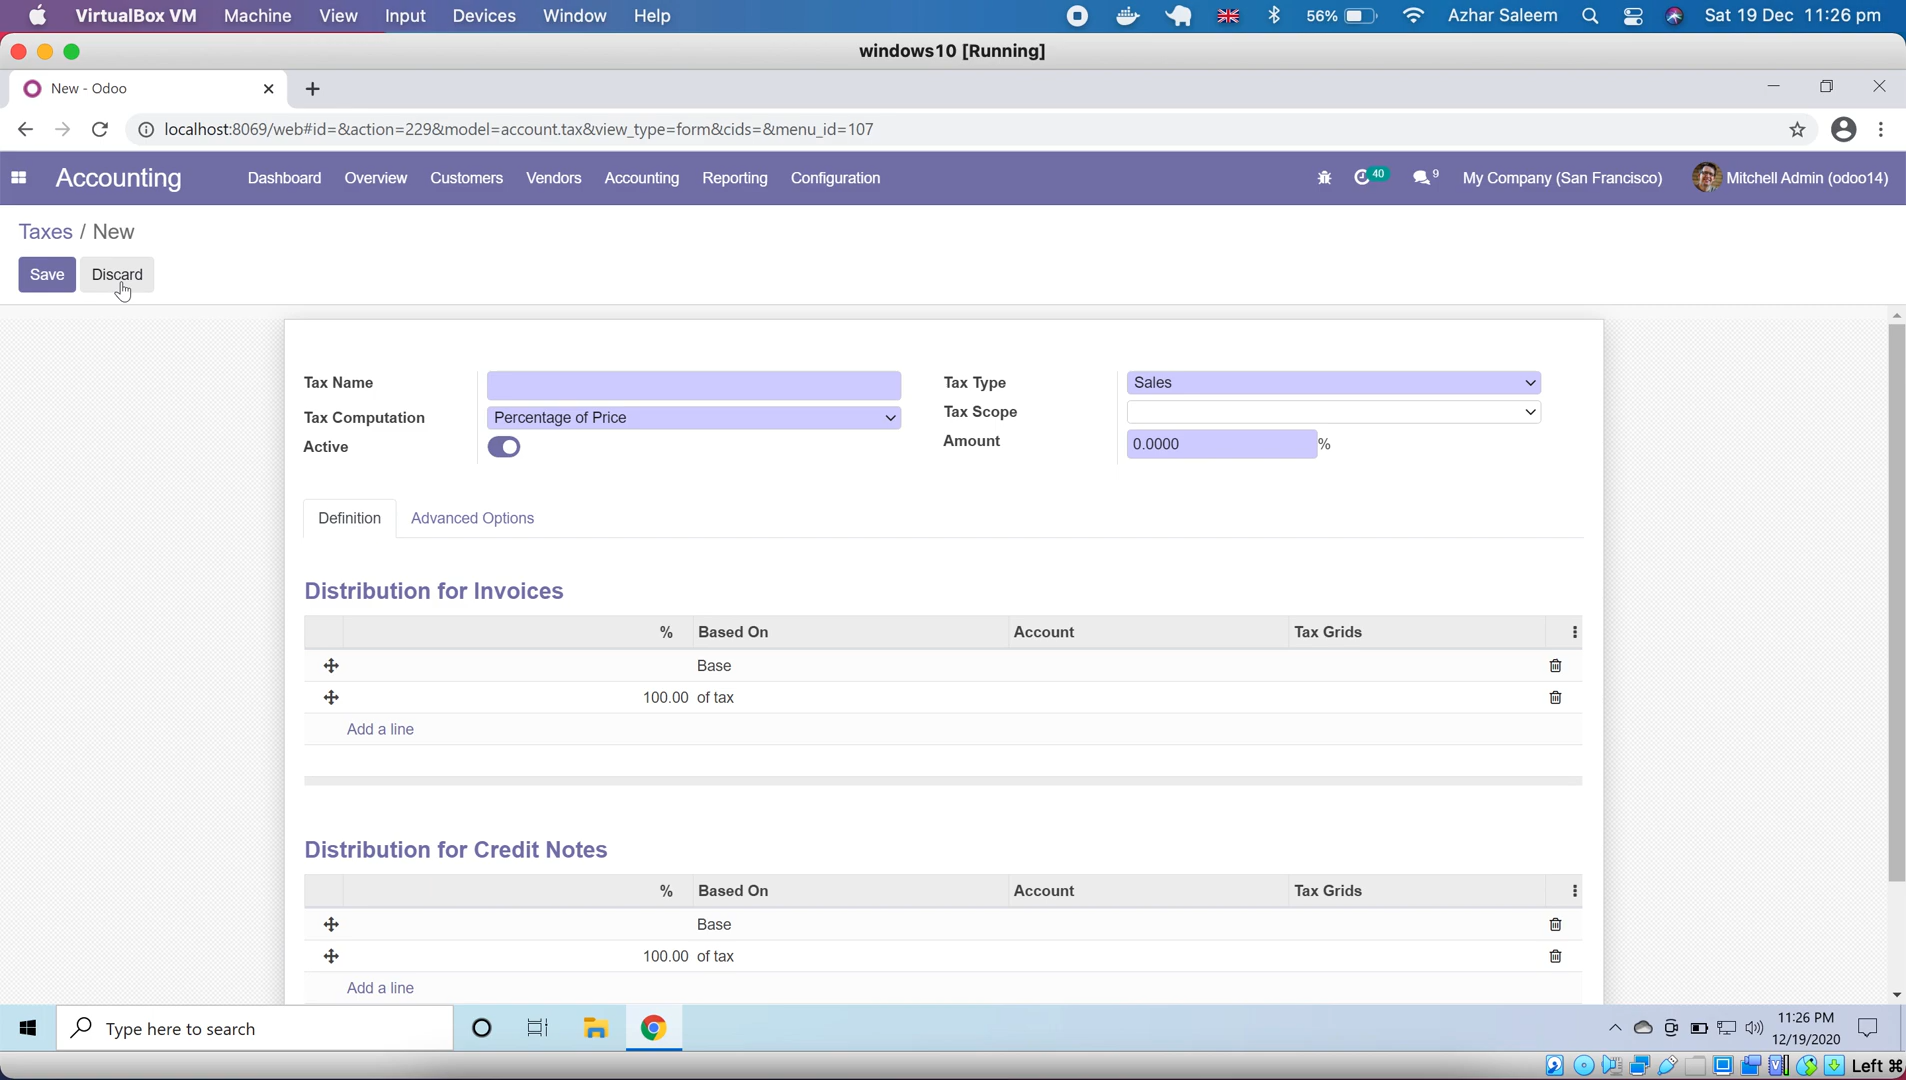 VirtualBox VM Machine View Input Devices Window Help 56% Azhar Saleem Sat 19 Dec 11:26 pm
windows10 [Running]
New - Odoo
localhost:8069/web#id=&action=229&model=account.tax&view_type=form&cids=&menu_id=107
Accounting Dashboard Overview Customers Vendors Accounting Reporting Configuration 40 9 My Company (San Francisco) Mitchell Admin (odoo14)
Taxes / New
Save Discard
Tax Name Tax Type Sales
Tax Computation Percentage of Price Tax Scope
Active Amount 0.0000 %
Definition Advanced Options
Distribution for Invoices
% Based On Account Tax Grids
Base
100.00 of tax
Add a line
Distribution for Credit Notes
% Based On Account Tax Grids
Base
100.00 of tax
Add a line
Type here to search 11:26 PM
12/19/2020
Left ⌘